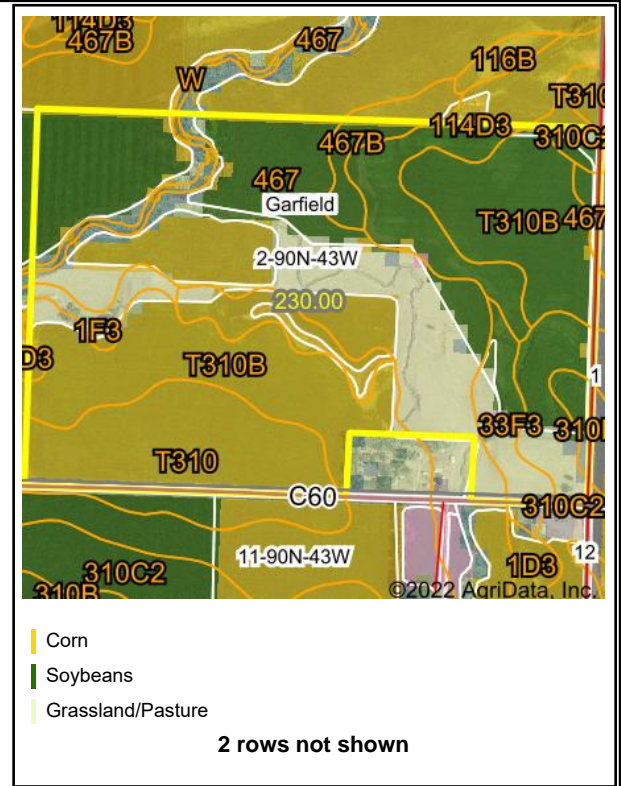 114D3
467B
467
W
116B
T310
114D3
310C2
467B
467
Garfield
T310B
467
2-90N-43W
230.00
1F3
D3
T310B
1
33F3
T310
C60
310C2
11-90N-43W
12
310C2
1D3
310B
©2022 AgriData, Inc.
Corn
Soybeans
Grassland/Pasture
2 rows not shown